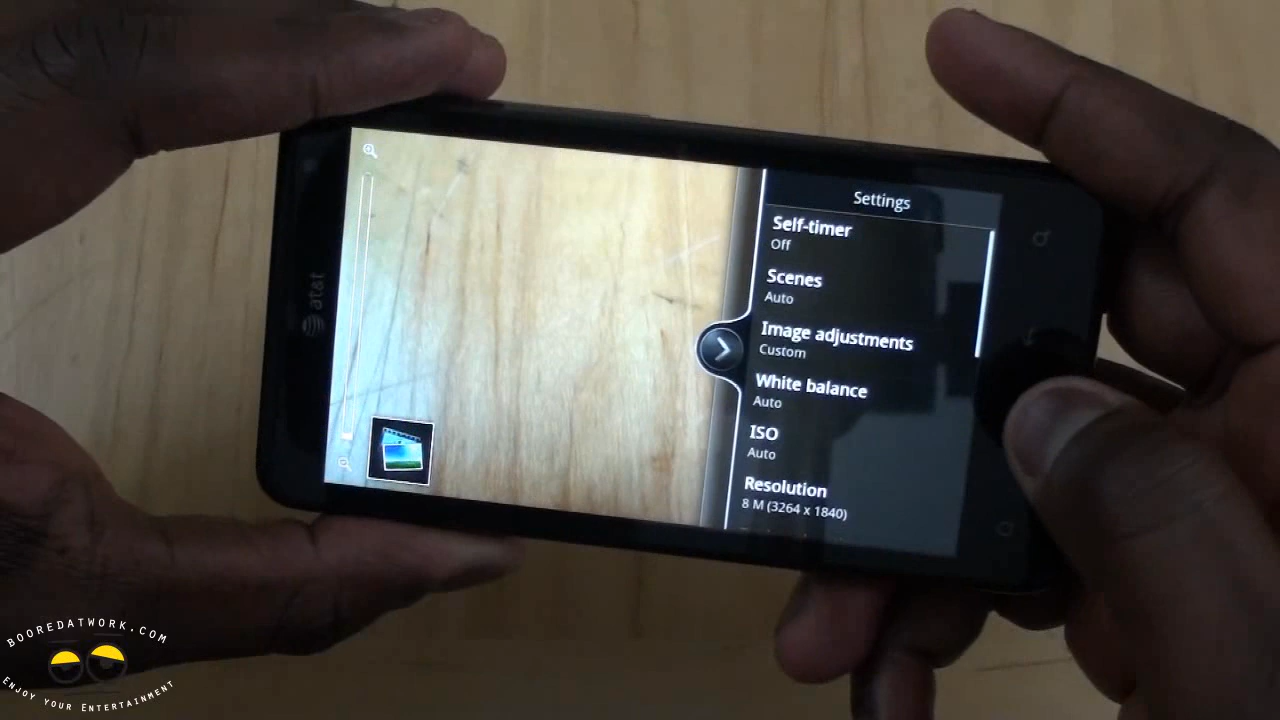 at&t
Settings
Self-timer
Off
Scenes
Auto
Image adjustments
Custom
White balance
Auto
ISO
Auto
Resolution
8 M (3264 x 1840)
BOOREDATWORK.COM
ENJOY YOUR ENTERTAINMENT